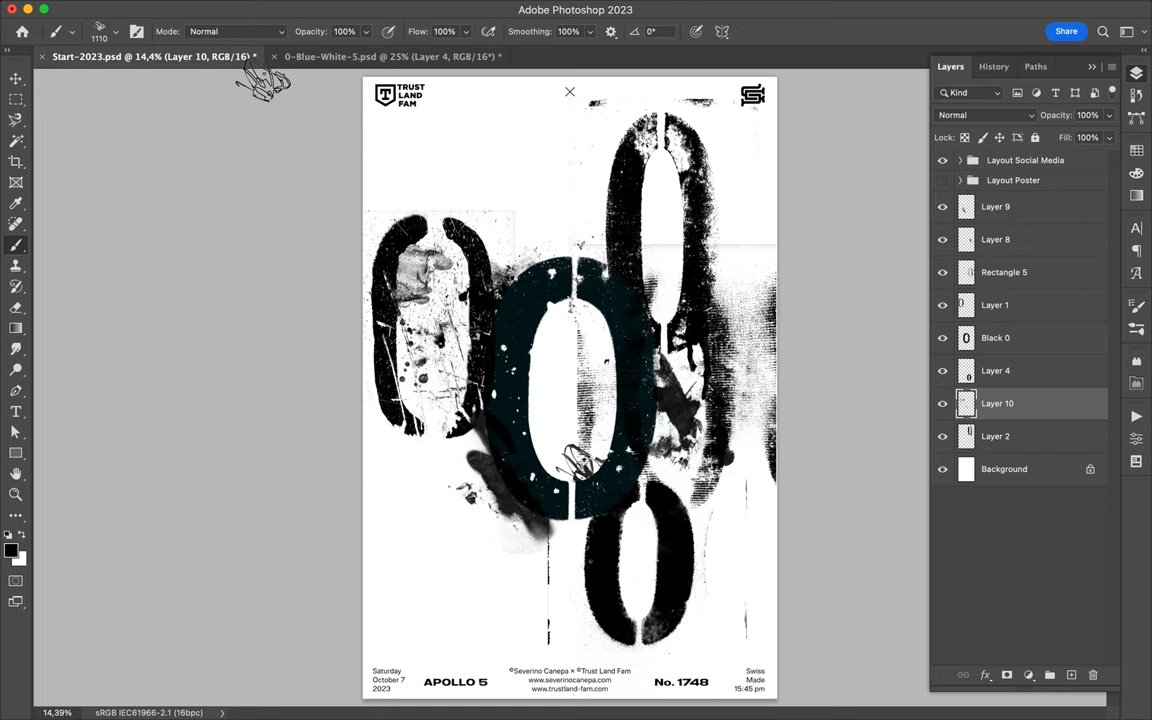 Adobe Photoshop 2023
1110
Mode: Normal
Opacity: 100%
Flow: 100%
Smoothing: 100%
0°
Share
Start-2023.psd @ 14,4% (Layer 10, RGB/16) *
0-Blue-White-5.psd @ 25% (Layer 4, RGB/16*) *
Layers
History
Paths
Kind
Normal
Opacity: 100%
Lock:
Fill: 100%
Layout Social Media
Layout Poster
Layer 9
Layer 8
Rectangle 5
Layer 1
Black 0
Layer 4
Layer 10
Layer 2
Background
TRUST
LAND
FAM
0
0
0
0
Saturday
October 7
2023
APOLLO 5
©Severino Canepa × ©Trust Land Fam
www.severinocanepa.com
www.trustland-fam.com
No. 1748
Swiss
Made
15:45 pm
14,39%
sRGB IEC61966-2.1 (16bpc)